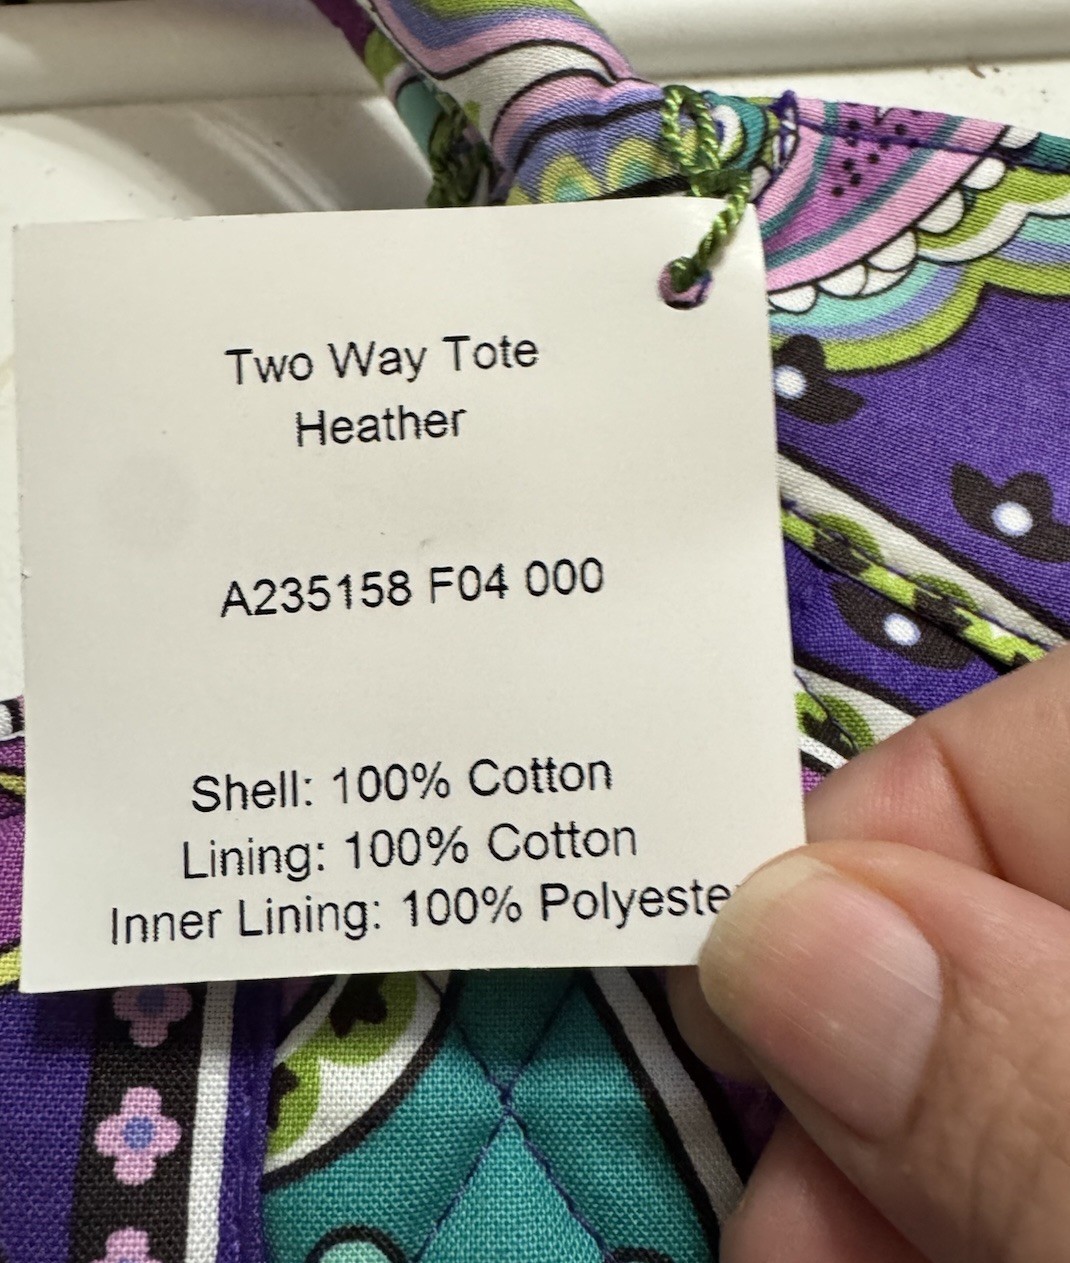 Two Way Tote
Heather
A235158 F04 000
Shell: 100% Cotton
Lining: 100% Cotton
Inner Lining: 100% Polyeste